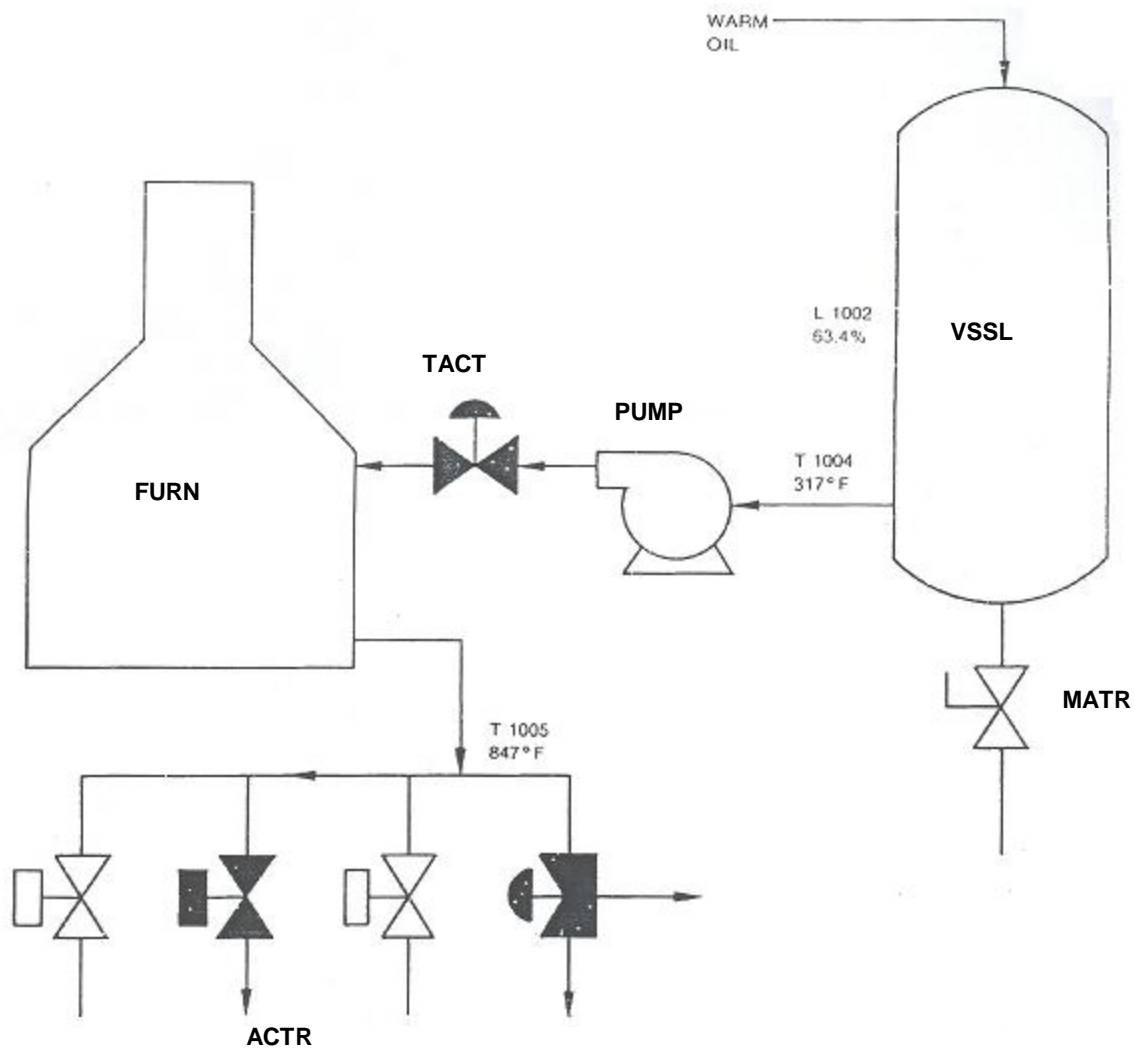 WARM
OIL
L 1002
63.4%
VSSL
TACT
PUMP
T 1004
317°F
FURN
MATR
T 1005
847°F
ACTR